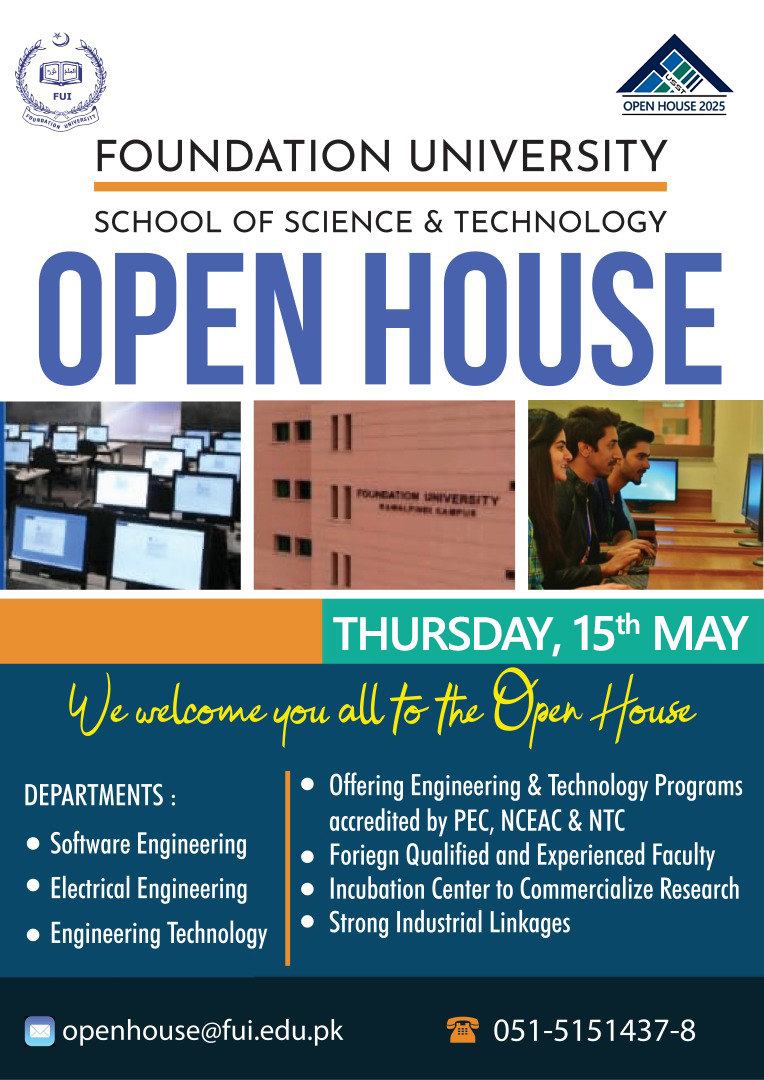 FUI
FOUNDATION UNIVERSITY
FUSST
OPEN HOUSE 2025
FOUNDATION UNIVERSITY
SCHOOL OF SCIENCE & TECHNOLOGY
OPEN HOUSE
FOUNDATION UNIVERSITY
RAWALPINDI CAMPUS
THURSDAY, 15th MAY
We welcome you all to the Open House
DEPARTMENTS :
• Software Engineering
• Electrical Engineering
• Engineering Technology
• Offering Engineering & Technology Programs
accredited by PEC, NCEAC & NTC
• Foriegn Qualified and Experienced Faculty
• Incubation Center to Commercialize Research
• Strong Industrial Linkages
openhouse@fui.edu.pk
051-5151437-8